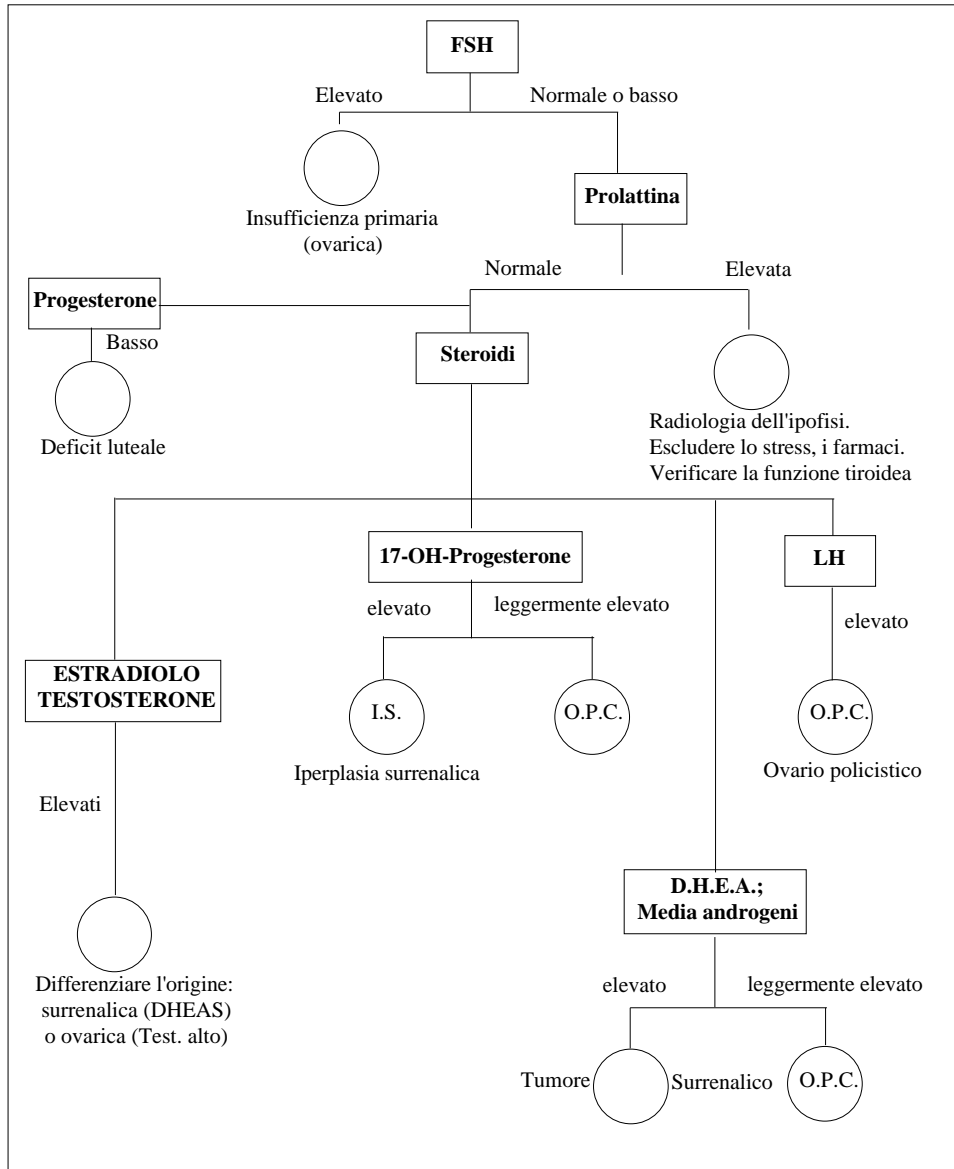 FSH
Elevato
Normale o basso
Insufficienza primaria
(ovarica)
Prolattina
Normale
Elevata
Progesterone
Basso
Steroidi
Deficit luteale
Radiologia dell'ipofisi.
Escludere lo stress, i farmaci.
Verificare la funzione tiroidea
17-OH-Progesterone
LH
elevato
leggermente elevato
elevato
ESTRADIOLO
TESTOSTERONE
I.S.
O.P.C.
O.P.C.
Iperplasia surrenalica
Ovario policistico
Elevati
D.H.E.A.;
Media androgeni
Differenziare l'origine:
surrenalica (DHEAS)
o ovarica (Test. alto)
elevato
leggermente elevato
Tumore
Surrenalico
O.P.C.